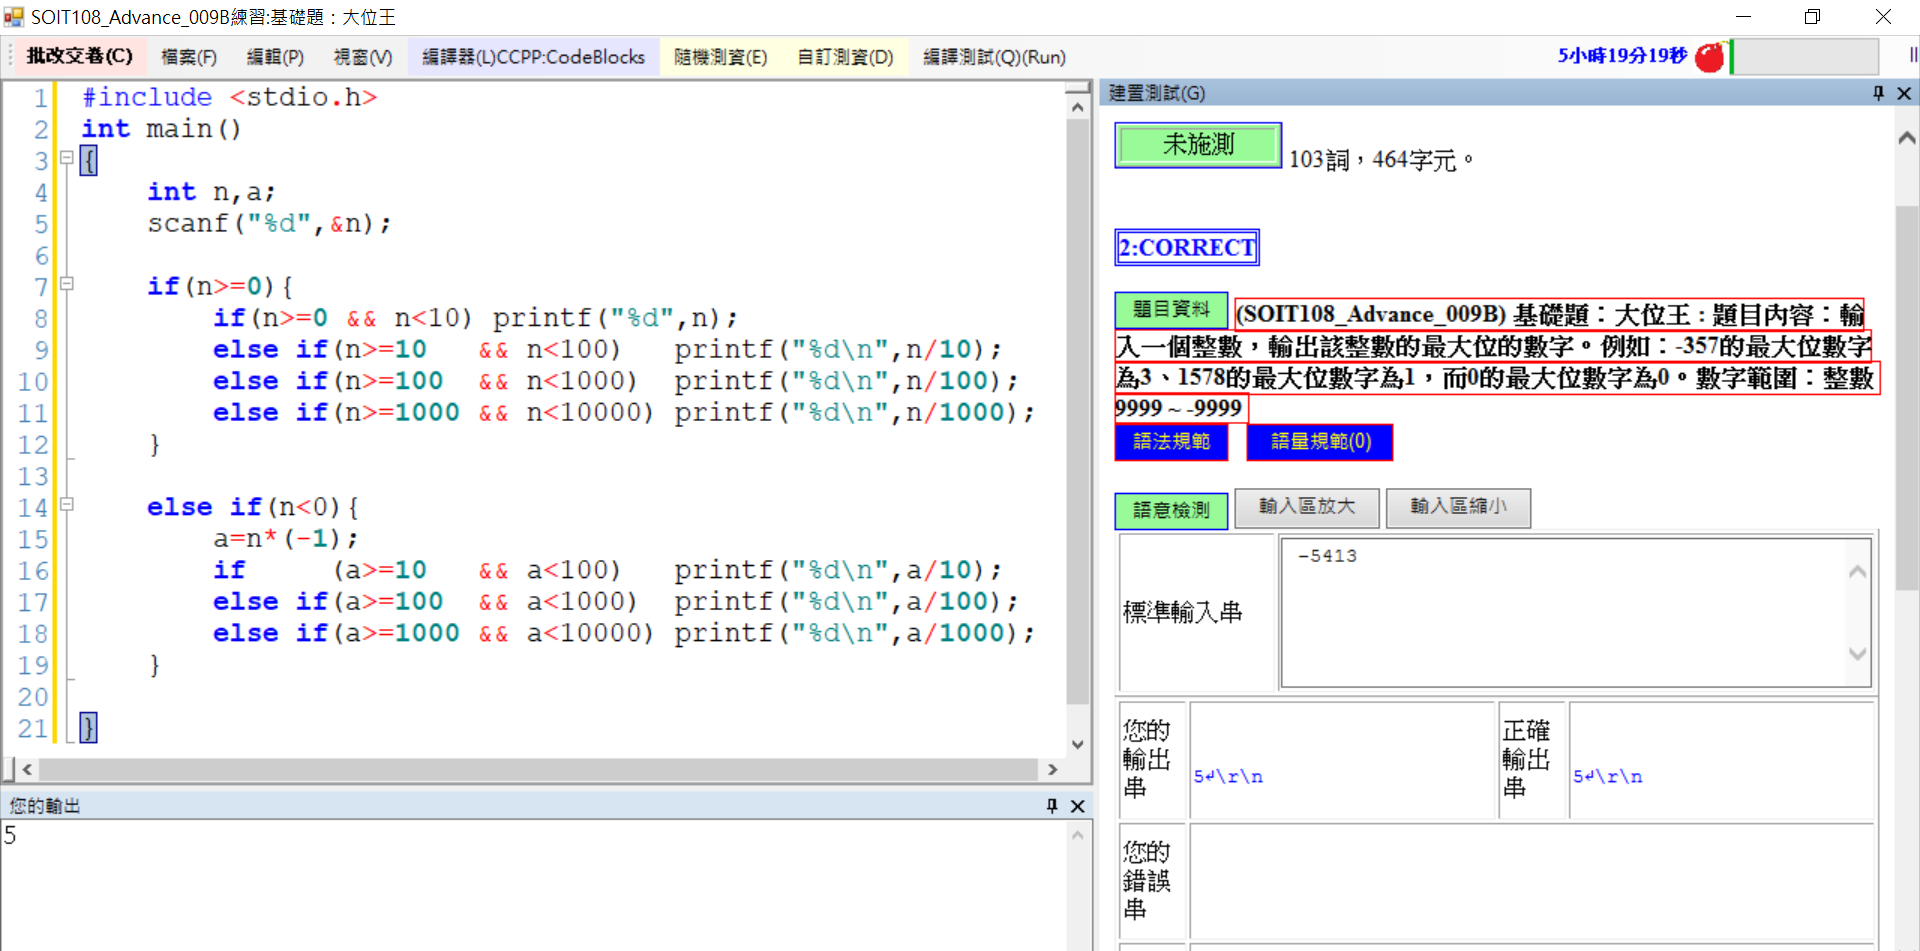 SOIT108_Advance_009B練習:基礎題：大位王
批改交卷(C) 檔案(F) 編輯(P) 視窗(V) 編譯器(L)CCPP:CodeBlocks 隨機測資(E) 自訂測資(D) 編譯測試(Q)(Run) 5小時19分19秒
1 #include <stdio.h>
2 int main()
3 {
4 int n,a;
5 scanf("%d",&n);
6
7 if(n>=0){
8 if(n>=0 && n<10) printf("%d",n);
9 else if(n>=10 && n<100) printf("%d\n",n/10);
10 else if(n>=100 && n<1000) printf("%d\n",n/100);
11 else if(n>=1000 && n<10000) printf("%d\n",n/1000);
12 }
13
14 else if(n<0){
15 a=n*(-1);
16 if (a>=10 && a<100) printf("%d\n",a/10);
17 else if(a>=100 && a<1000) printf("%d\n",a/100);
18 else if(a>=1000 && a<10000) printf("%d\n",a/1000);
19 }
20
21 }
您的輸出
5
建置測試(G)
未施測 103詞，464字元。
2:CORRECT
題目資料 (SOIT108_Advance_009B) 基礎題：大位王 : 題目內容：輸
入一個整數，輸出該整數的最大位的數字。例如：-357的最大位數字
為3、1578的最大位數字為1，而0的最大位數字為0。數字範圍：整數
9999 ~ -9999
語法規範 語量規範(0)
語意檢測 輸入區放大 輸入區縮小
標準輸入串 -5413
您的
輸出
串
5↲\r\n
正確
輸出
串
5↲\r\n
您的
錯誤
串